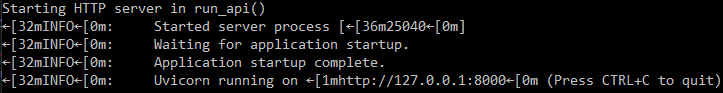 Starting HTTP server in run_api()
←[32mINFO←[0m:     Started server process [←[36m25040←[0m]
←[32mINFO←[0m:     Waiting for application startup.
←[32mINFO←[0m:     Application startup complete.
←[32mINFO←[0m:     Uvicorn running on ←[1mhttp://127.0.0.1:8000←[0m (Press CTRL+C to quit)